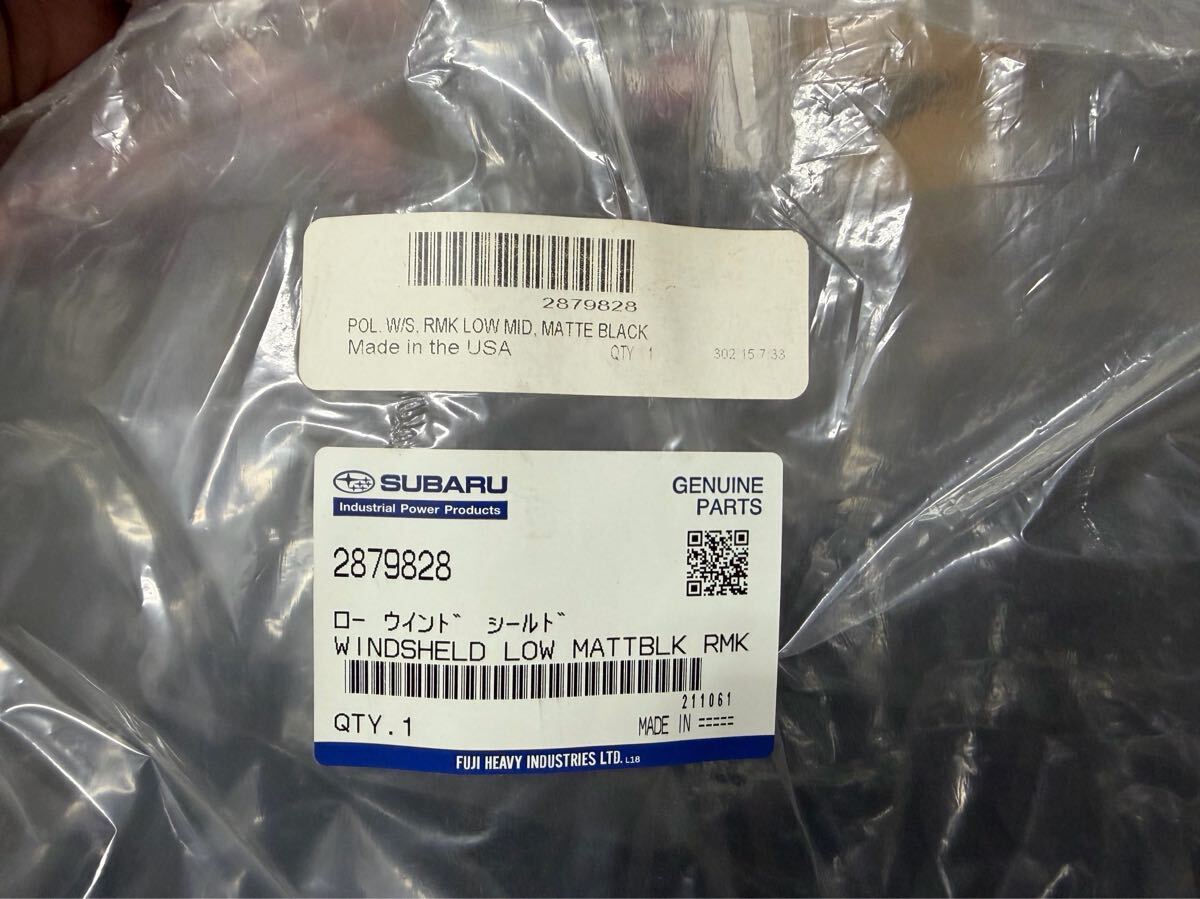 2879828
POL. W/S, RMK LOW MID, MATTE BLACK
Made in the USA QTY 1 302 15 7 33
SUBARU
Industrial Power Products
GENUINE
PARTS
2879828
ロー ウインド゛ シールド゛
WINDSHELD LOW MATTBLK RMK
211061
QTY.1 MADE IN =====
FUJI HEAVY INDUSTRIES LTD. L18